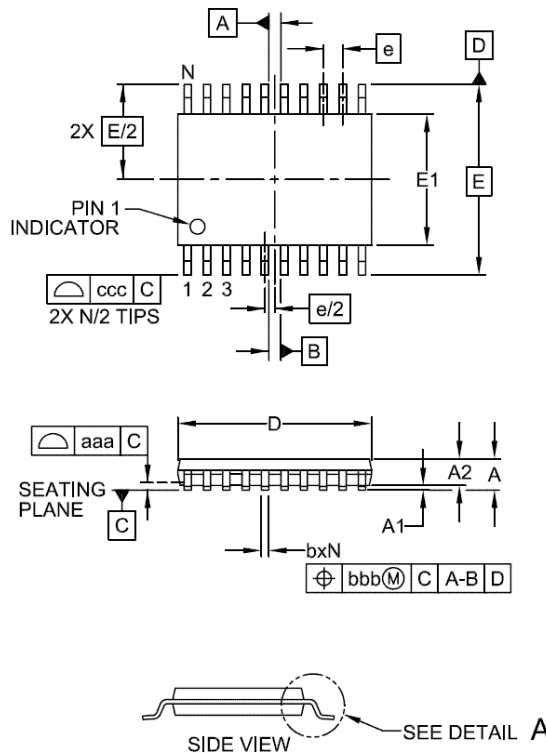 A
e
D
N
2X E/2
E1
E
PIN 1
INDICATOR
ccc C
1 2 3
2X N/2 TIPS
e/2
B
D
aaa C
A2
A
SEATING
PLANE
C
A1
bxN
bbbⓂ C A-B D
SEE DETAIL A
SIDE VIEW